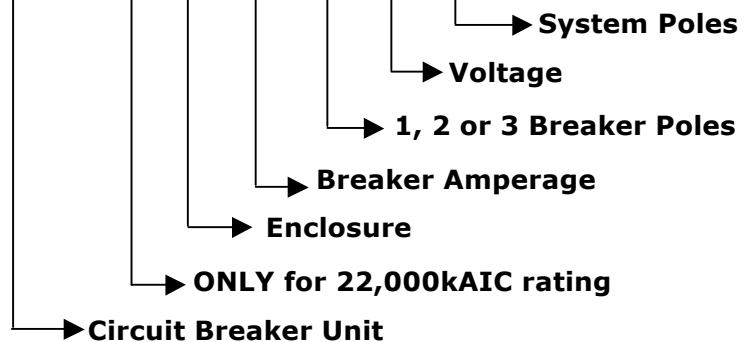 System Poles
Voltage
1, 2 or 3 Breaker Poles
Breaker Amperage
Enclosure
ONLY for 22,000kAIC rating
Circuit Breaker Unit